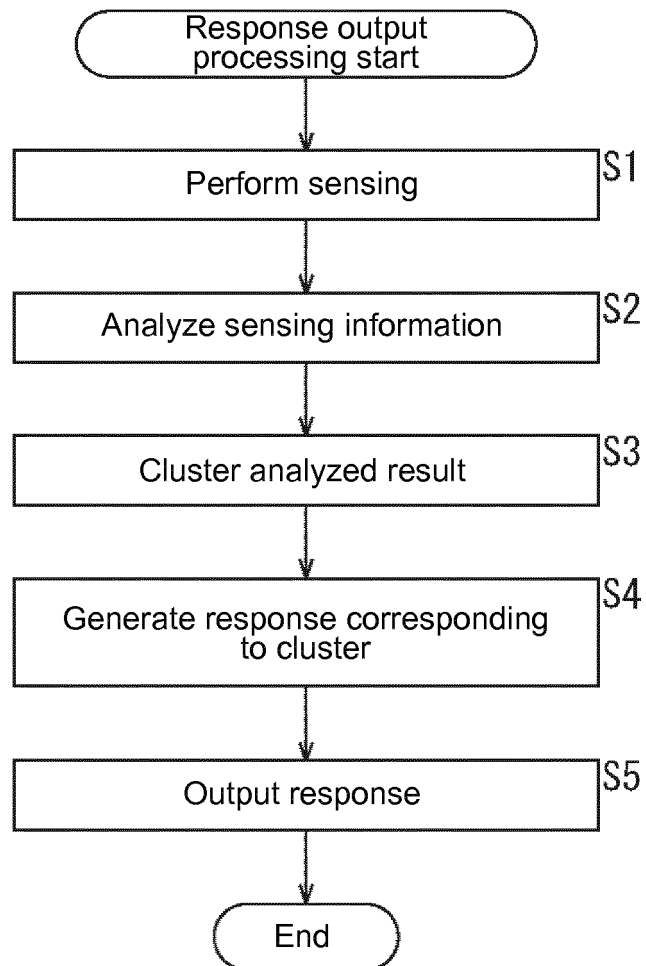 Response output
processing start
S1
Perform sensing
S2
Analyze sensing information
S3
Cluster analyzed result
S4
Generate response corresponding
to cluster
S5
Output response
End